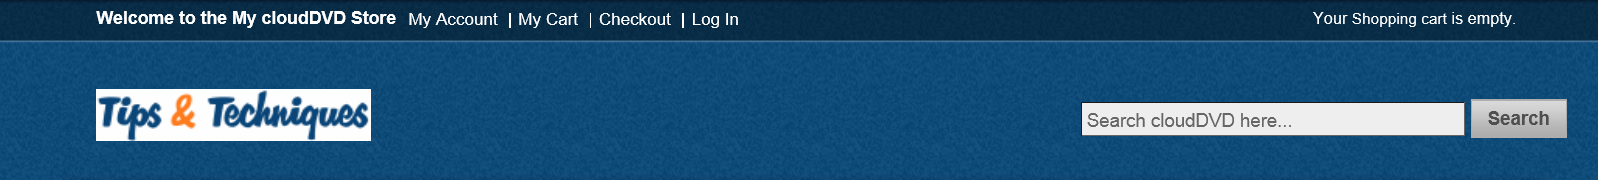 Welcome to the My cloudDVD Store My Account | My Cart | Checkout | Log In Your Shopping cart is empty.
Tips & Techniques
Search cloudDVD here... Search